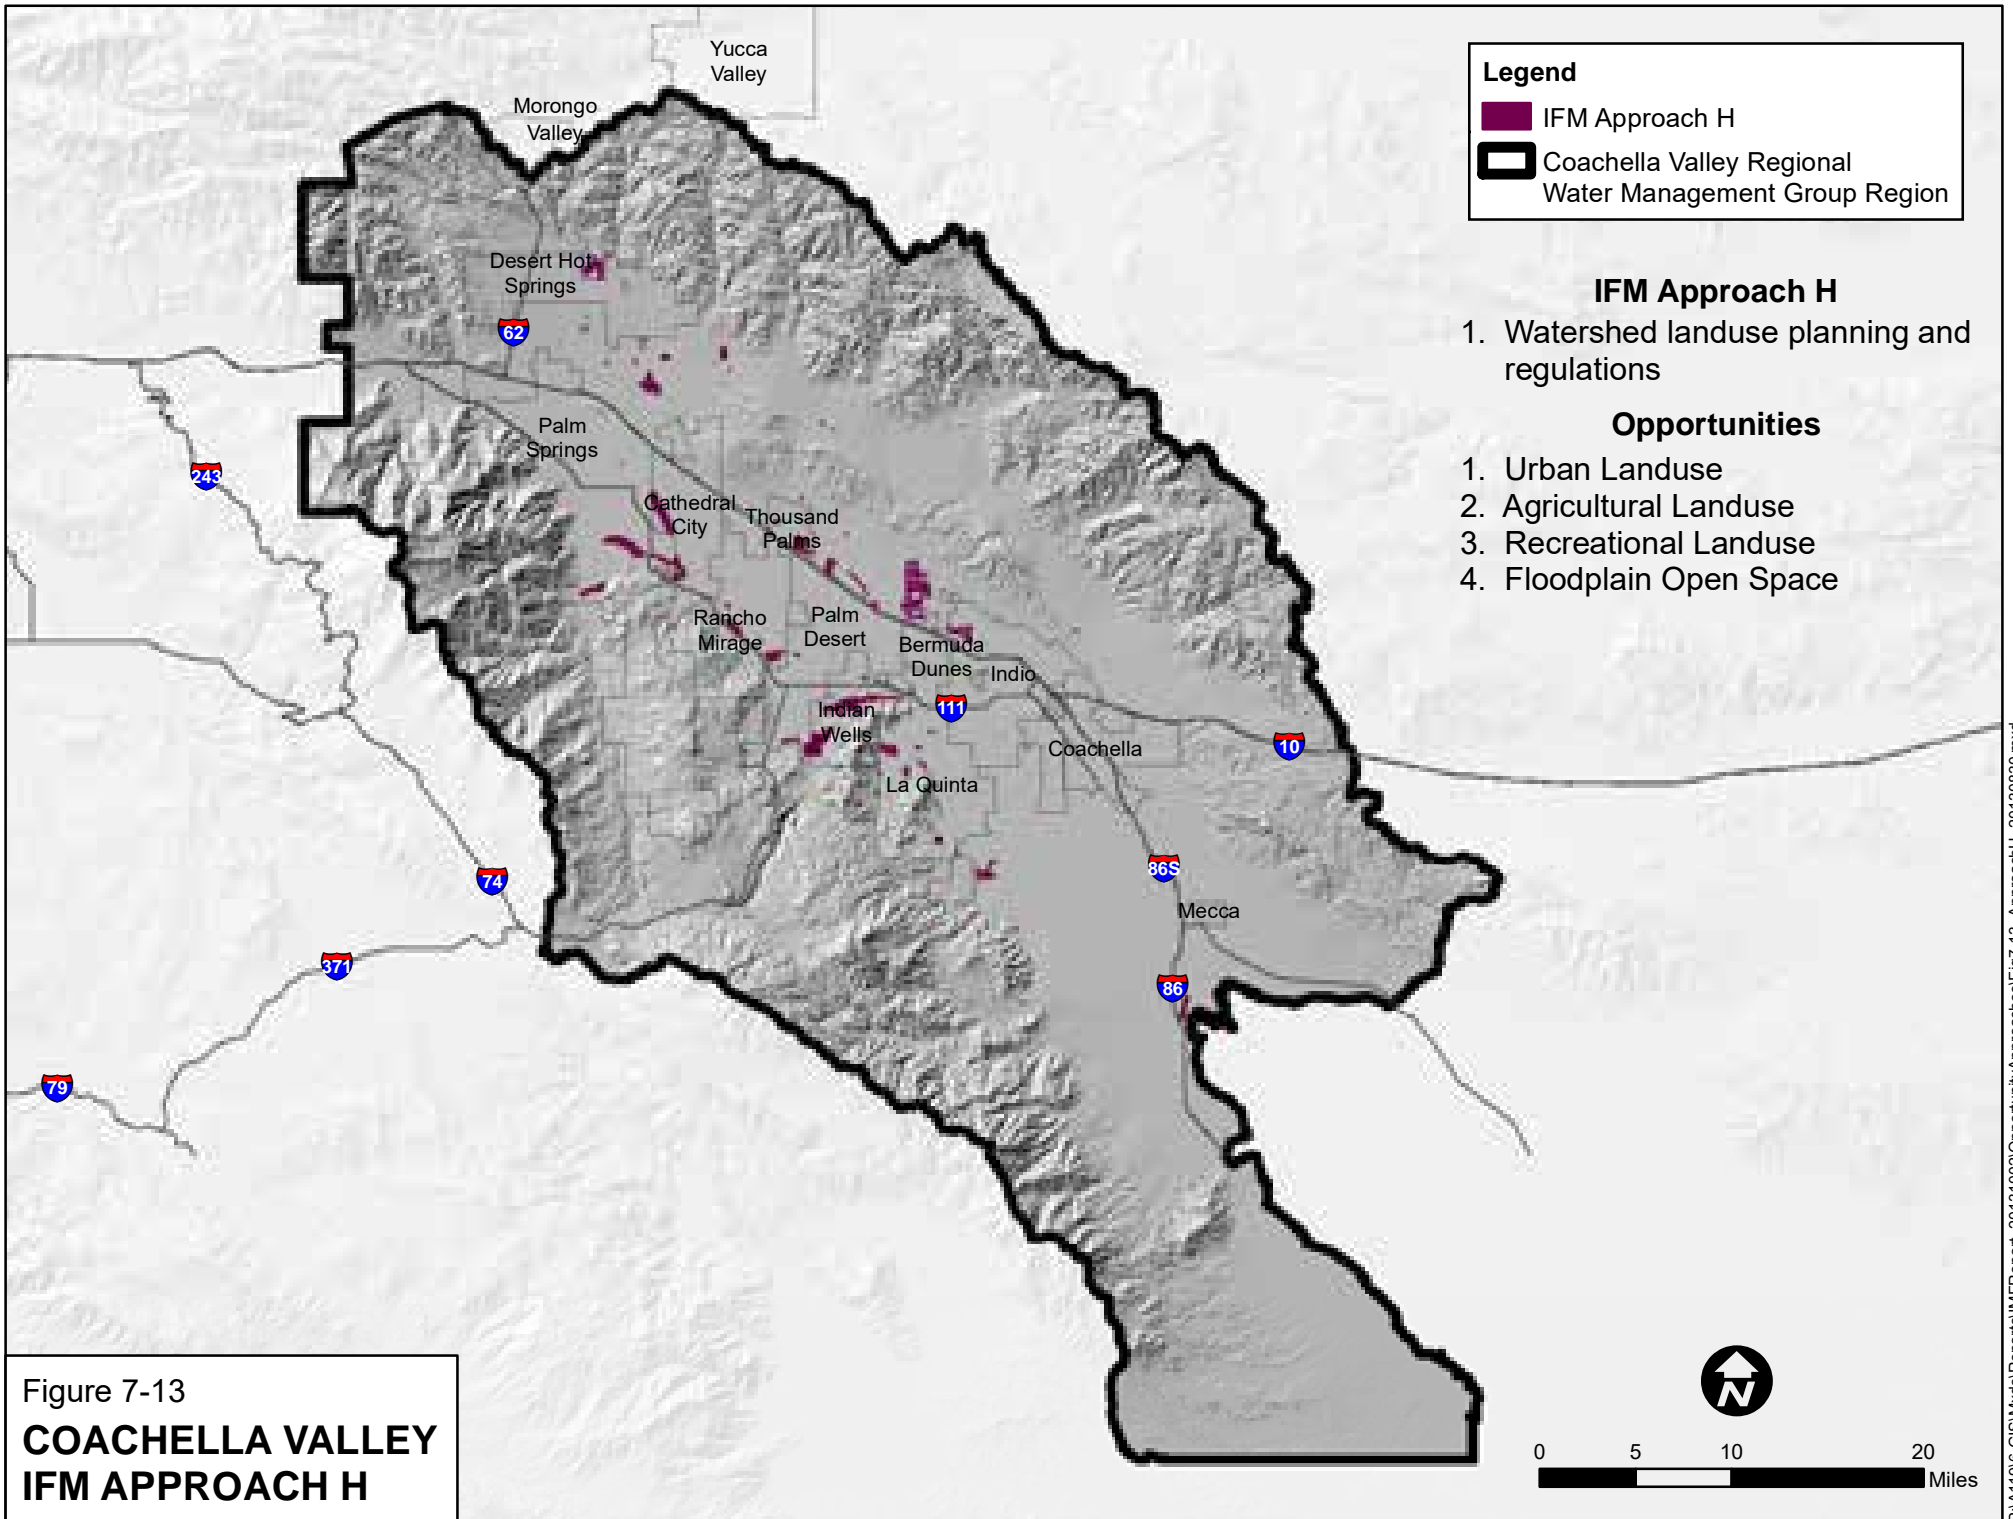 Yucca
Valley
Morongo
Valley
Desert Hot
Springs
62
Palm
Springs
243
Cathedral
City
Thousand
Palms
Rancho
Mirage
Palm
Desert
Bermuda
Dunes
Indio
111
Indian
Wells
Coachella
10
La Quinta
86S
74
Mecca
371
86
79
Legend
IFM Approach H
Coachella Valley Regional
Water Management Group Region
IFM Approach H
1. Watershed landuse planning and
regulations
Opportunities
1. Urban Landuse
2. Agricultural Landuse
3. Recreational Landuse
4. Floodplain Open Space
Figure 7-13
COACHELLA VALLEY
IFM APPROACH H
N
0 5 10 20
Miles